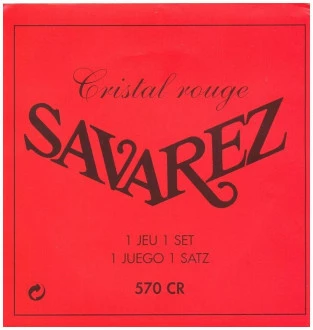 Cristal rouge
SAVAREZ
1 JEU 1 SET
1 JUEGO 1 SATZ
570 CR